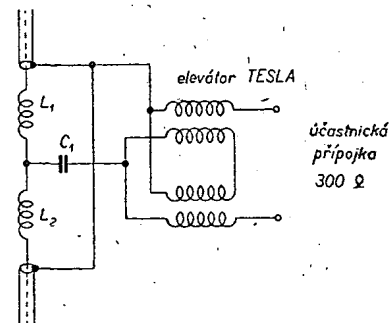 elevátor TESLA
L₁
C₁
účastnická
přípojka
300 Ω
L₂